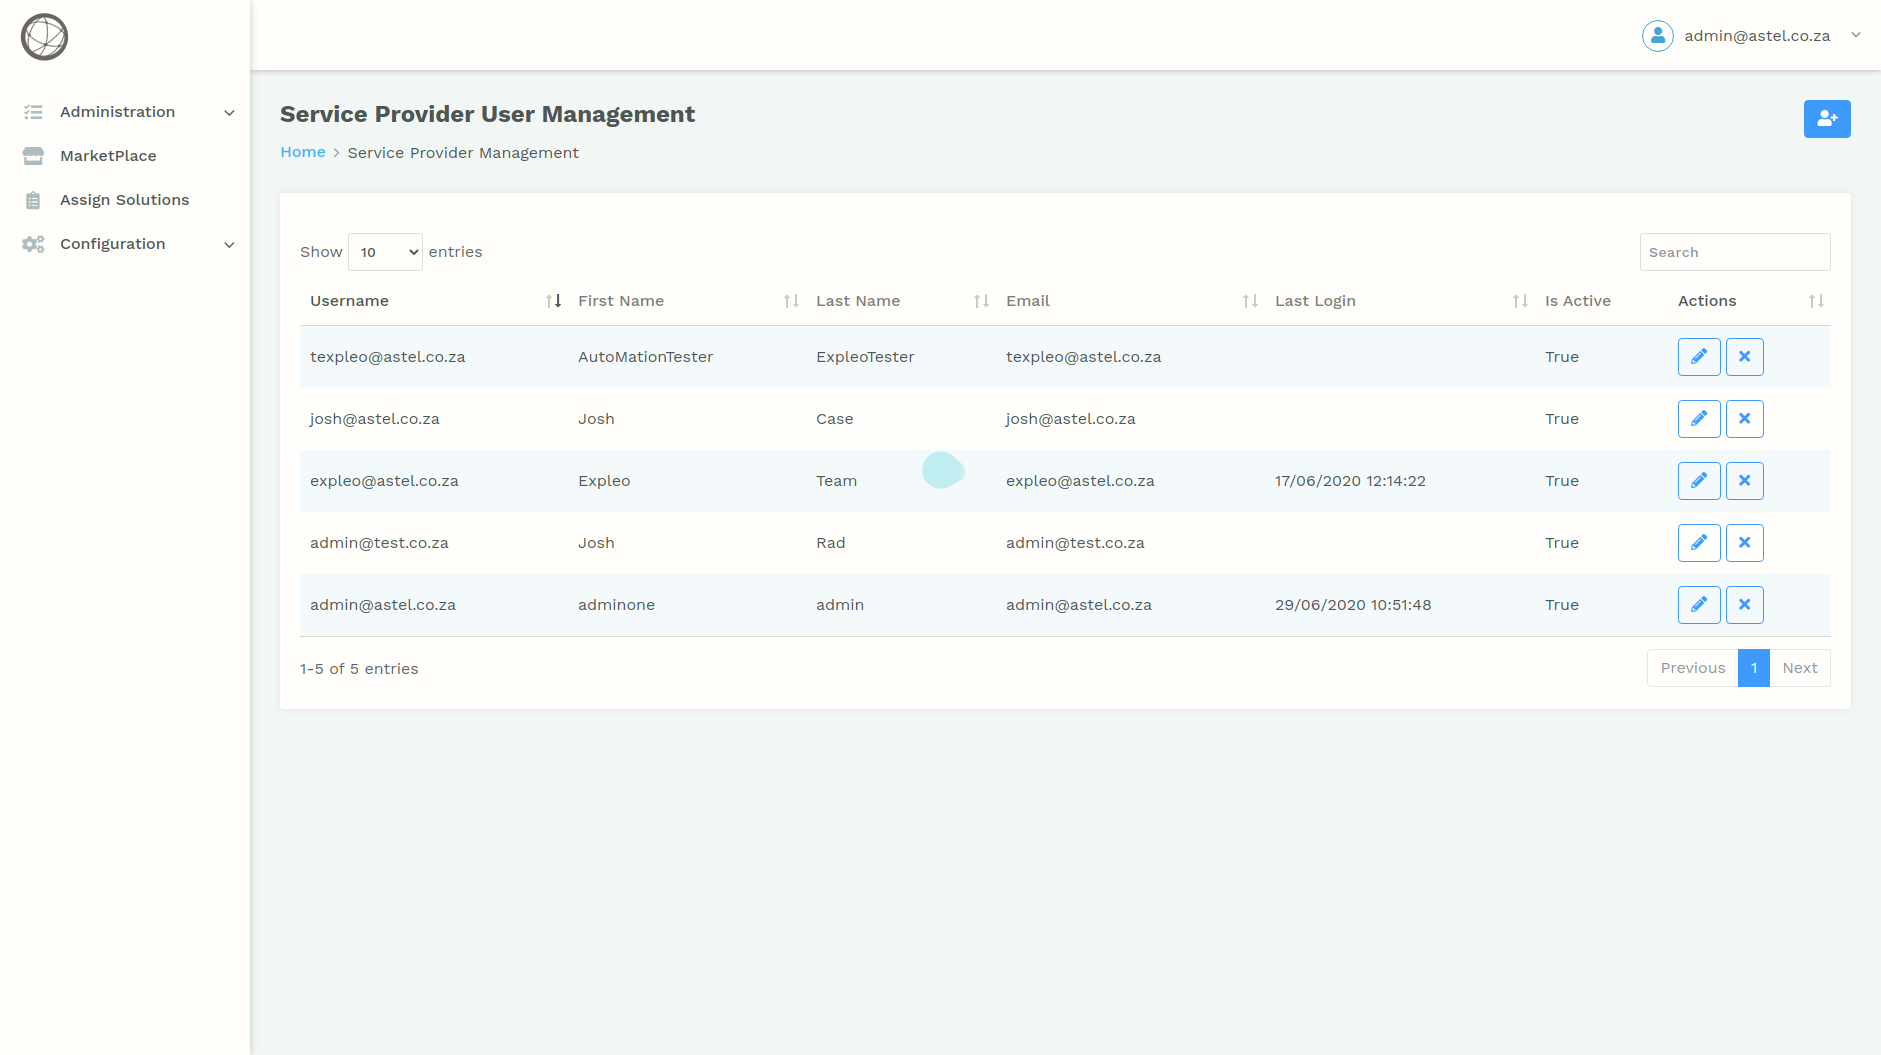 admin@astel.co.za
Administration
MarketPlace
Assign Solutions
Configuration
Service Provider User Management
Home > Service Provider Management
Show 10 entries
Search
Username First Name Last Name Email Last Login Is Active Actions
texpleo@astel.co.za AutoMationTester ExpleoTester texpleo@astel.co.za True
josh@astel.co.za Josh Case josh@astel.co.za True
expleo@astel.co.za Expleo Team expleo@astel.co.za 17/06/2020 12:14:22 True
admin@test.co.za Josh Rad admin@test.co.za True
admin@astel.co.za adminone admin admin@astel.co.za 29/06/2020 10:51:48 True
1-5 of 5 entries
Previous 1 Next